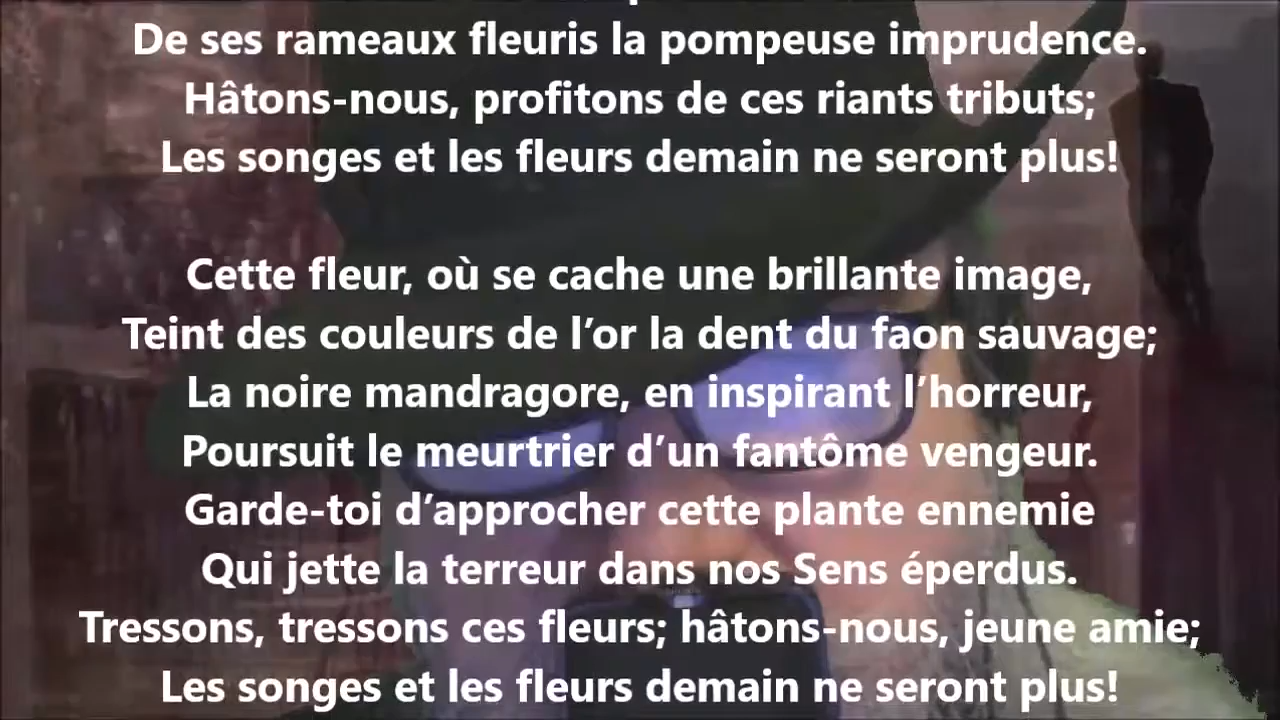 De ses rameaux fleuris la pompeuse imprudence.
Hâtons-nous, profitons de ces riants tributs;
Les songes et les fleurs demain ne seront plus!
Cette fleur, où se cache une brillante image,
Teint des couleurs de l’or la dent du faon sauvage;
La noire mandragore, en inspirant l’horreur,
Poursuit le meurtrier d’un fantôme vengeur.
Garde-toi d’approcher cette plante ennemie
Qui jette la terreur dans nos Sens éperdus.
Tressons, tressons ces fleurs; hâtons-nous, jeune amie;
Les songes et les fleurs demain ne seront plus!